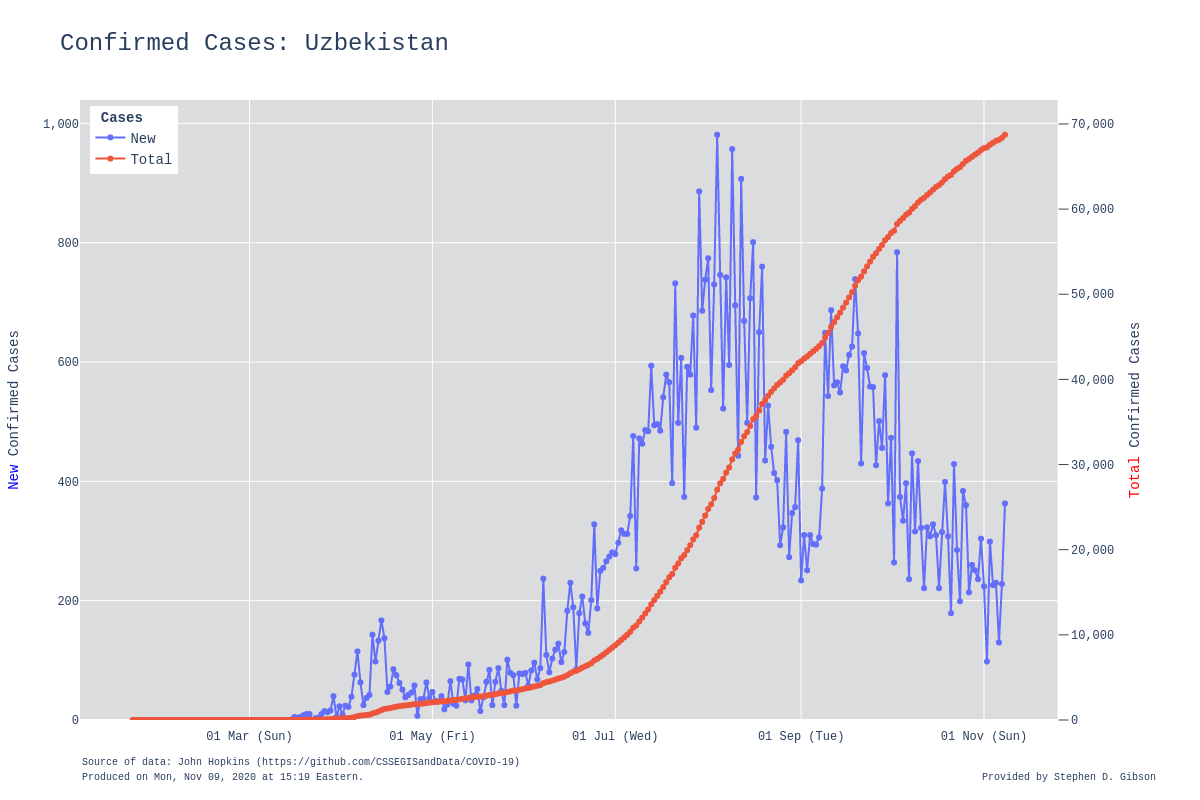 Confirmed Cases: Uzbekistan
Cases
New
Total
1,000
800
600
400
200
0
New Confirmed Cases
70,000
60,000
50,000
40,000
30,000
20,000
10,000
0
Total Confirmed Cases
01 Mar (Sun) 01 May (Fri) 01 Jul (Wed) 01 Sep (Tue) 01 Nov (Sun)
Source of data: John Hopkins (https://github.com/CSSEGISandData/COVID-19)
Produced on Mon, Nov 09, 2020 at 15:19 Eastern.
Provided by Stephen D. Gibson